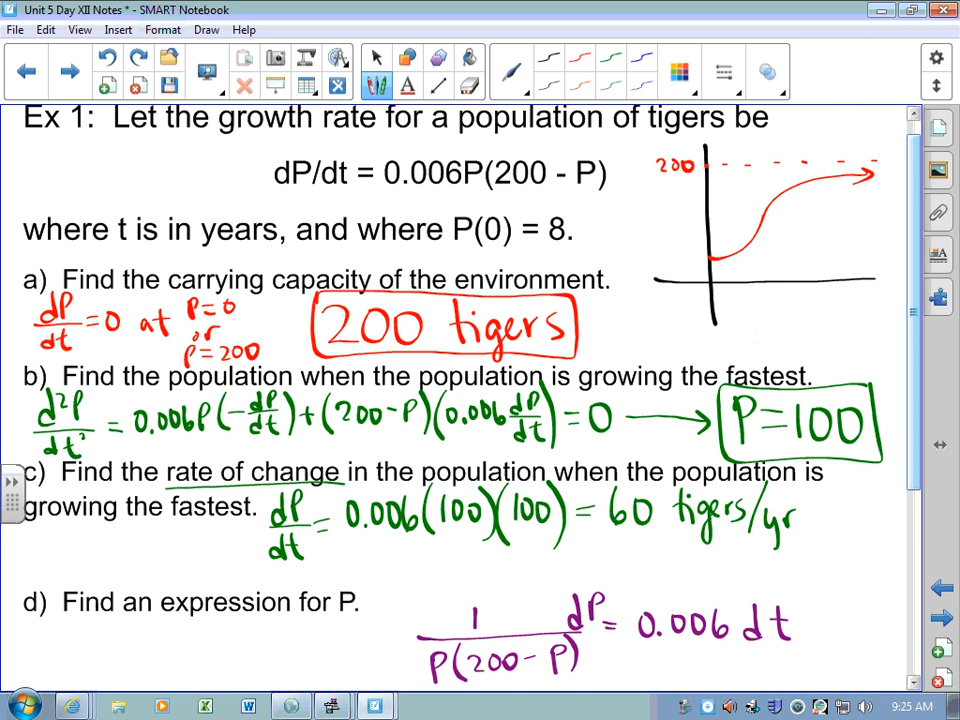 Unit 5 Day XII Notes * - SMART Notebook
File Edit View Insert Format Draw Help
Ex 1: Let the growth rate for a population of tigers be
dP/dt = 0.006P(200 - P)
200
where t is in years, and where P(0) = 8.
a) Find the carrying capacity of the environment.
dP/dt = 0 at P=0 or P=200
200 tigers
b) Find the population when the population is growing the fastest.
d²P/dt² = 0.006P(-dP/dt) + (200-P)(0.006 dP/dt) = 0 → P=100
c) Find the rate of change in the population when the population is
growing the fastest.
dP/dt = 0.006(100)(100) = 60 tigers/yr
d) Find an expression for P.
1/P(200-P) dP = 0.006 dt
9:25 AM